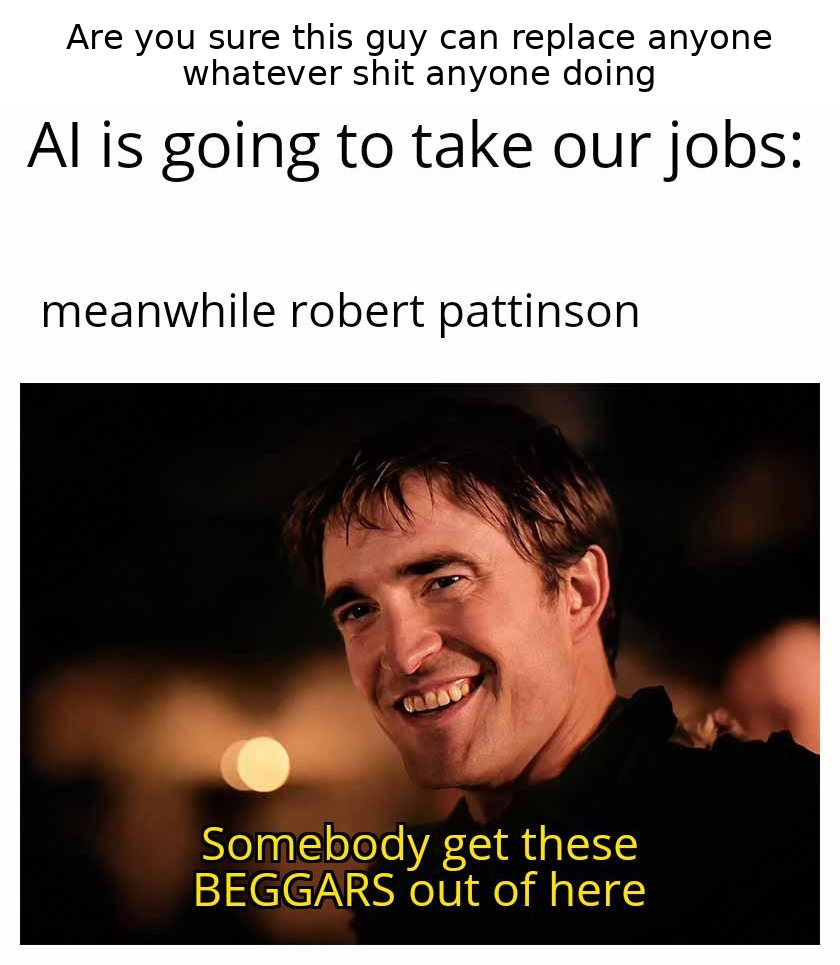 Are you sure this guy can replace anyone
whatever shit anyone doing
AI is going to take our jobs:
meanwhile robert pattinson
Somebody get these
BEGGARS out of here